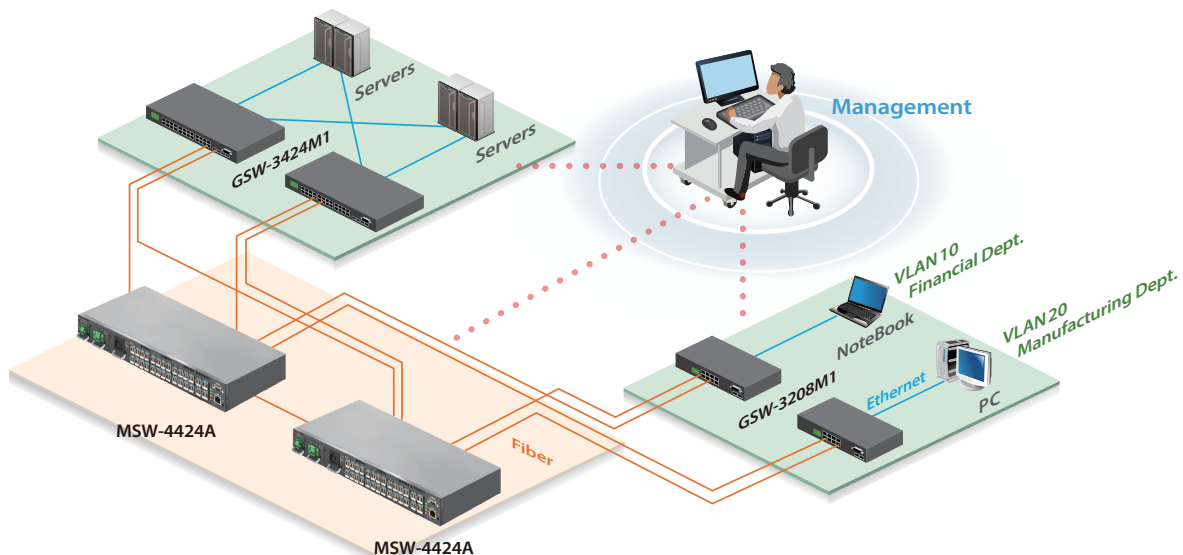 Servers
Servers
GSW-3424M1
Management
VLAN 10
Financial Dept.
VLAN 20
Manufacturing Dept.
NoteBook
GSW-3208M1
Ethernet
PC
MSW-4424A
Fiber
MSW-4424A